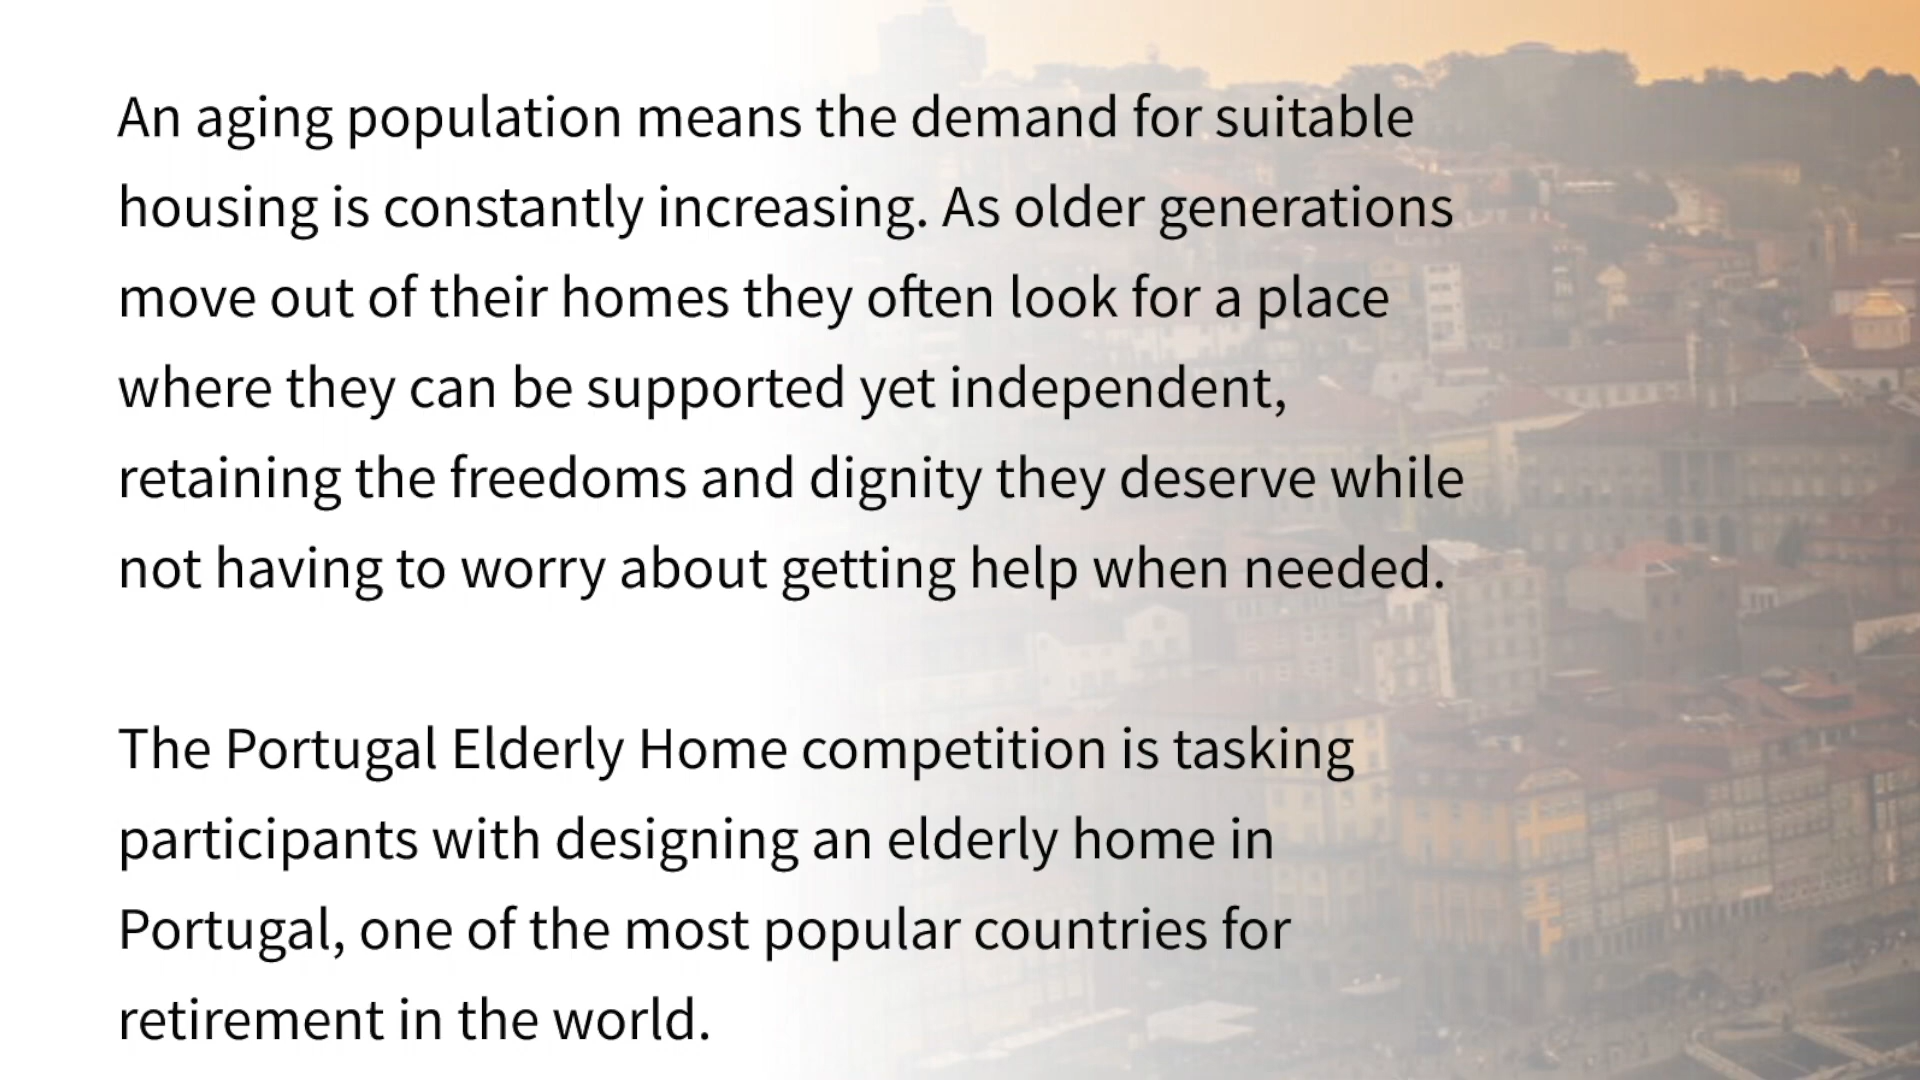 An aging population means the demand for suitable
housing is constantly increasing. As older generations
move out of their homes they often look for a place
where they can be supported yet independent,
retaining the freedoms and dignity they deserve while
not having to worry about getting help when needed.
The Portugal Elderly Home competition is tasking
participants with designing an elderly home in
Portugal, one of the most popular countries for
retirement in the world.